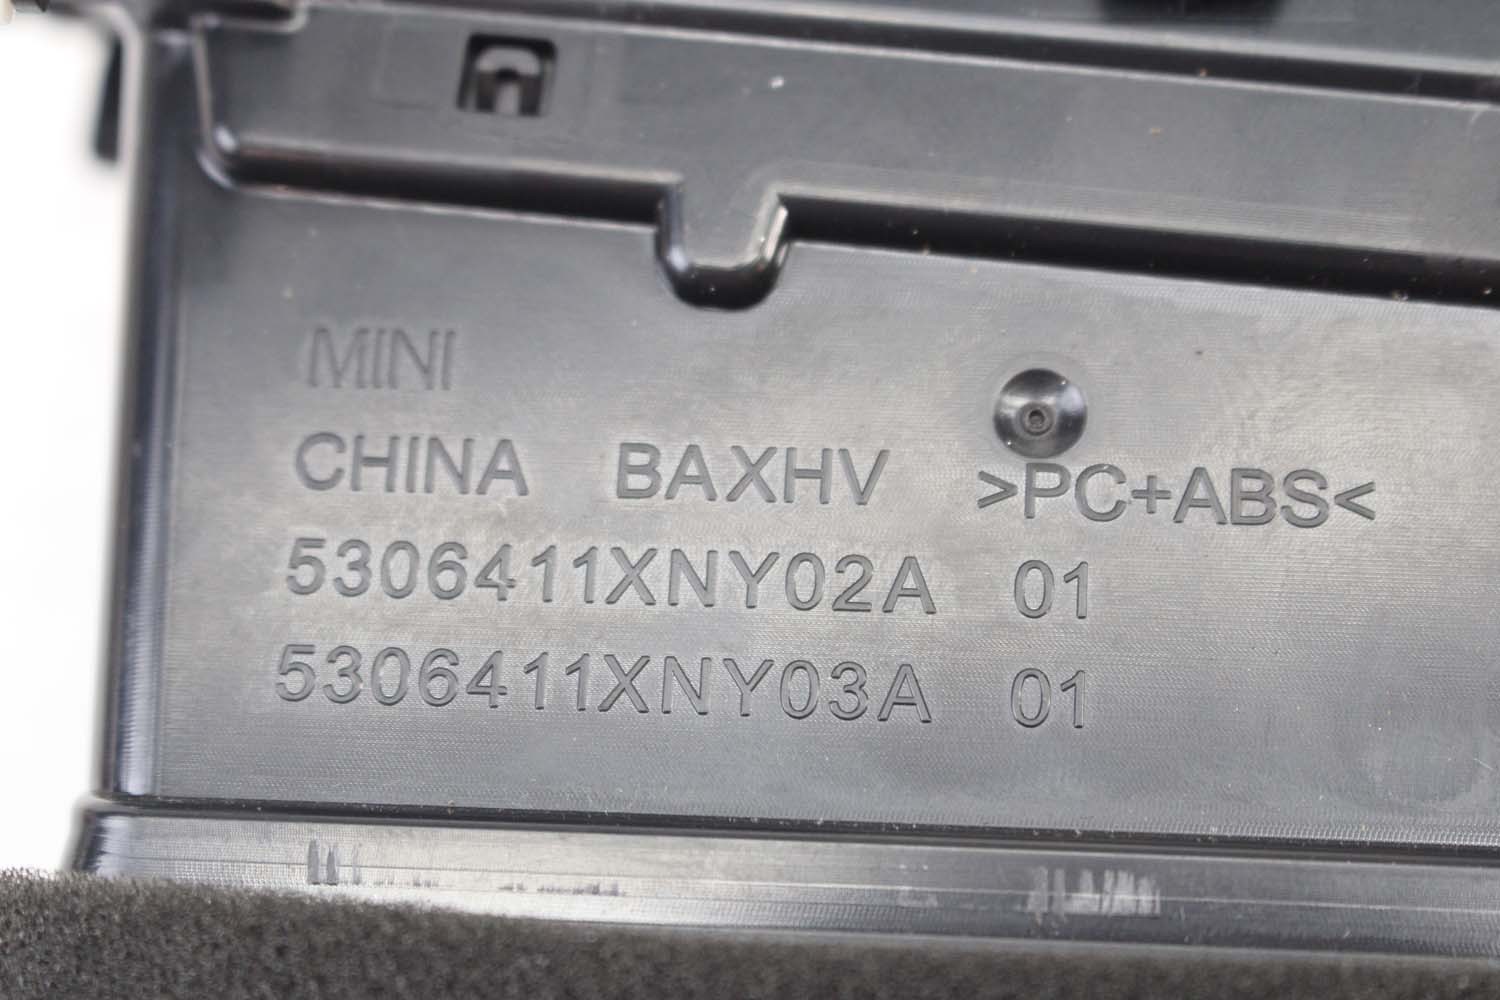 MINI
CHINA BAXHV >PC+ABS<
5306411XNY02A 01
5306411XNY03A 01